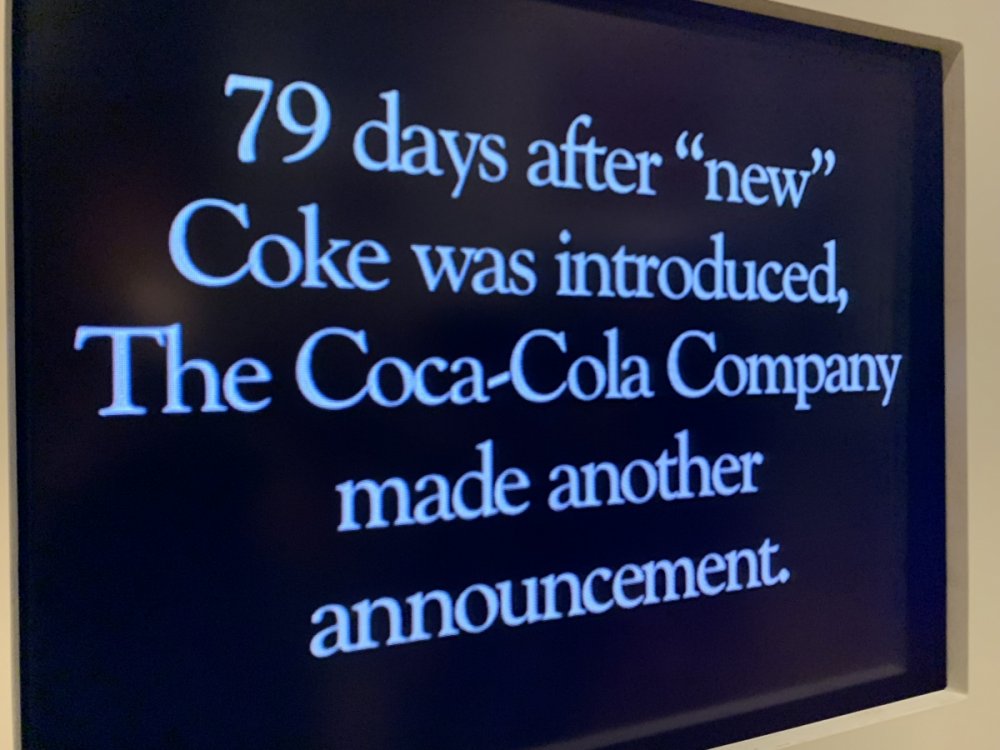 79 days after “new”
Coke was introduced,
The Coca-Cola Company
made another
announcement.